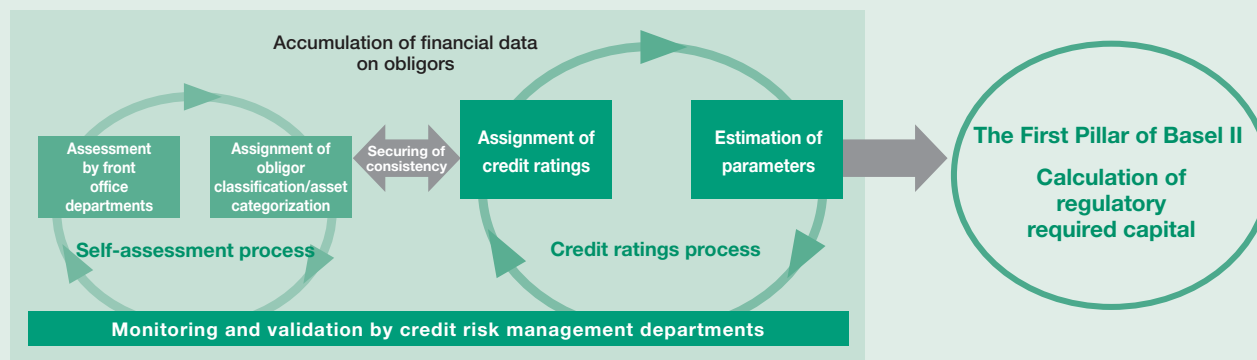 Accumulation of financial data
on obligors
Assessment
by front
office
departments
Assignment of
obligor
classification/asset
categorization
Securing of
consistency
Assignment of
credit ratings
Estimation of
parameters
Self-assessment process
Credit ratings process
Monitoring and validation by credit risk management departments
The First Pillar of Basel II
Calculation of
regulatory
required capital